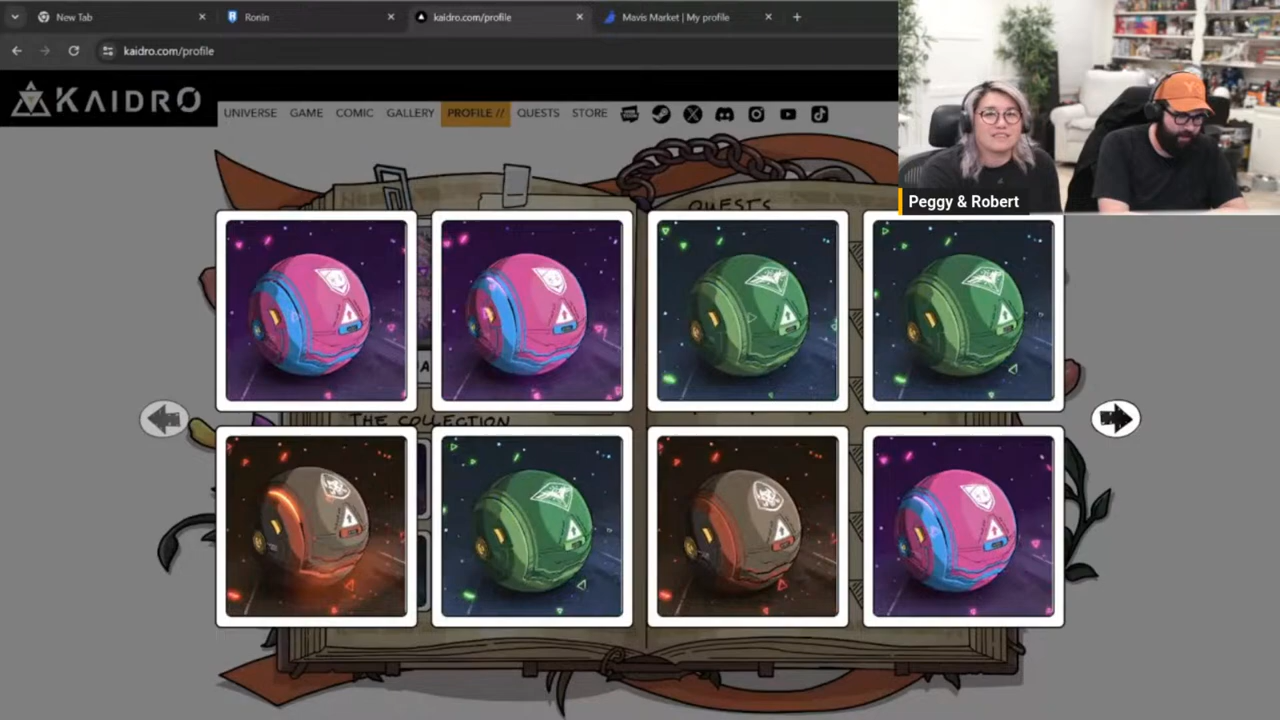 New Tab
Ronin
kaidro.com/profile
Mavis Market | My profile
kaidro.com/profile
KAIDRO
UNIVERSE
GAME
COMIC
GALLERY
PROFILE //
QUESTS
STORE
Peggy & Robert
QUESTS
THE COLLECTION